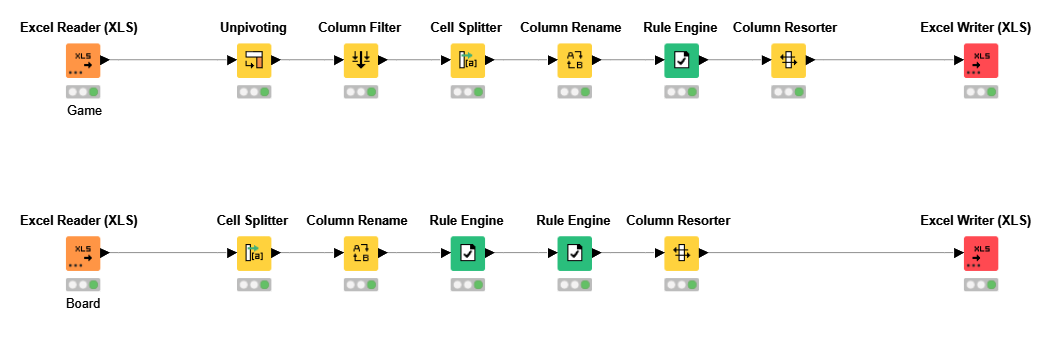 Excel Reader (XLS) Unpivoting Column Filter Cell Splitter Column Rename Rule Engine Column Resorter Excel Writer (XLS)
XLS [a] A B XLS
Game
Excel Reader (XLS) Cell Splitter Column Rename Rule Engine Rule Engine Column Resorter Excel Writer (XLS)
XLS [a] A B XLS
Board